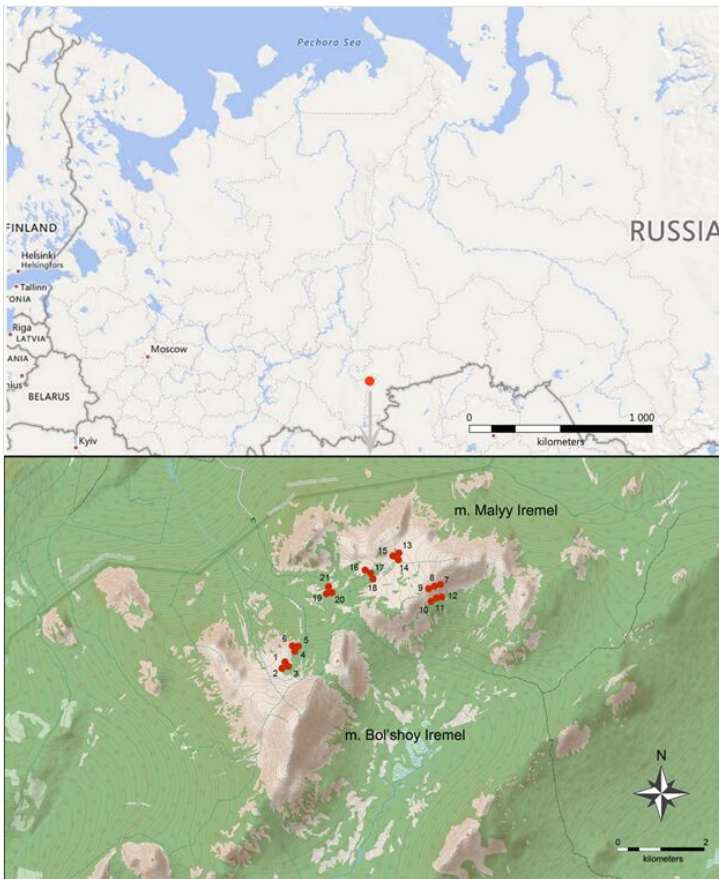 Pechora Sea
FINLAND
RUSSIA
Helsinki
Helsingfors
Tallinn
TONIA
Riga
LATVIA
Moscow
ANIA
nius
BELARUS
Kyiv
0 1 000
kilometers
m. Malyy Iremel
13
15
14
16
17
18
8 7
9
12
10 11
21
19 20
6 5
4
1
2 3
m. Bol'shoy Iremel
N
0 2
kilometers